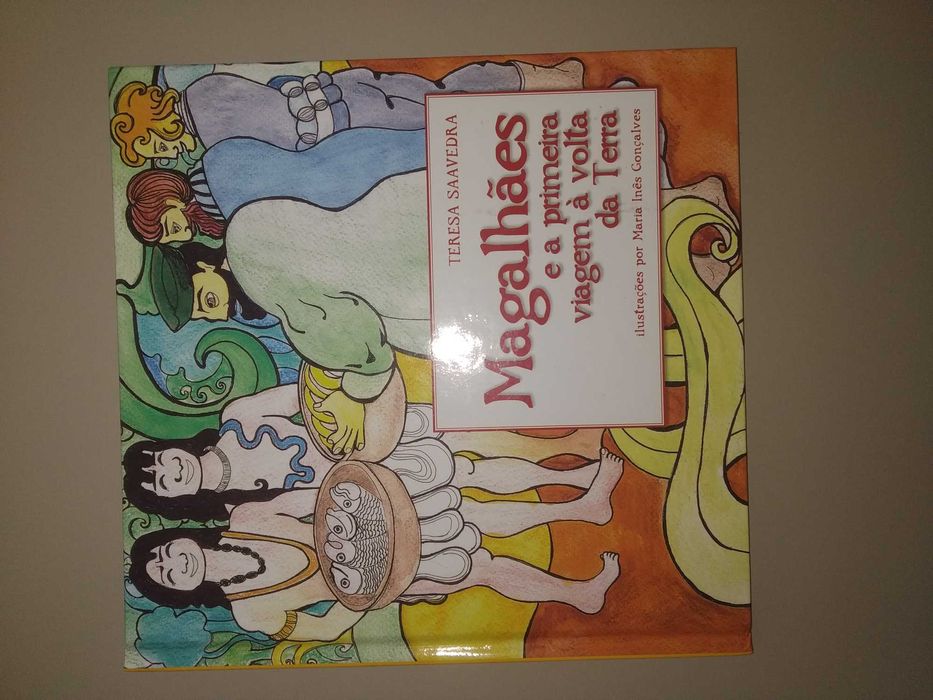 TERESA SAAVEDRA
Magalhães
e a primeira
viagem à volta
da Terra
ilustrações por Maria Inês Gonçalves